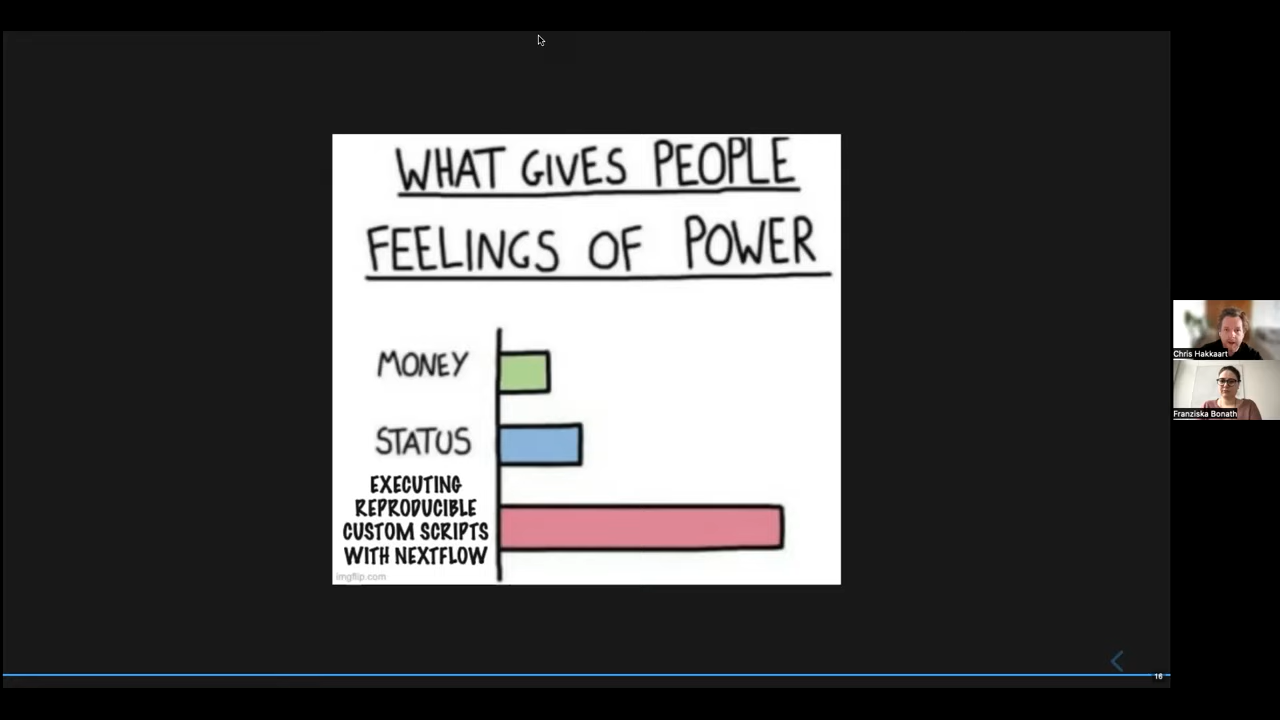 WHAT GIVES PEOPLE
FEELINGS OF POWER
MONEY
STATUS
EXECUTING
REPRODUCIBLE
CUSTOM SCRIPTS
WITH NEXTFLOW
imgflip.com
Chris Hakkaart
Franziska Bonath
16